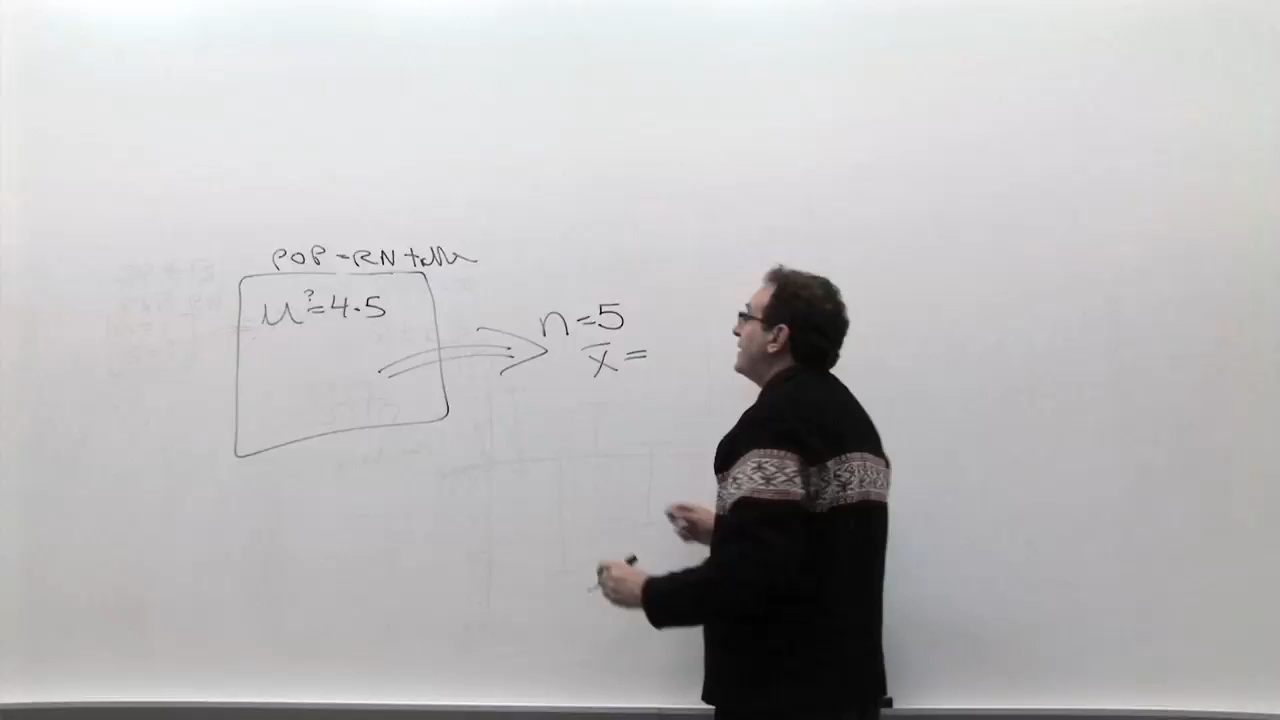 POP - RN table
μ ?= 4.5
n = 5
x̄ =